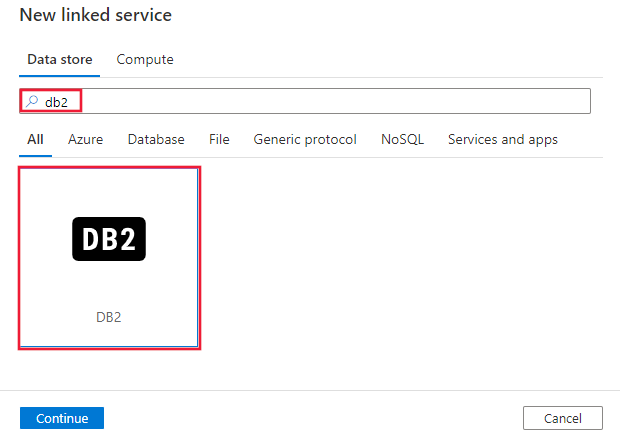 New linked service
Data store Compute
db2
All Azure Database File Generic protocol NoSQL Services and apps
DB2
DB2
Continue Cancel